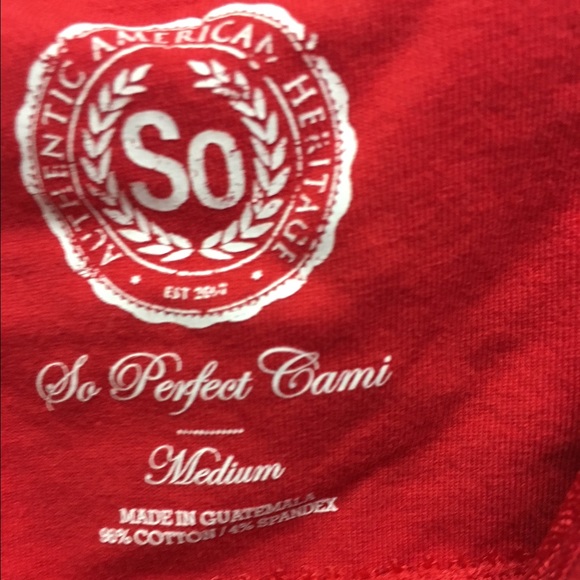 AUTHENTIC AMERICAN HERITAGE
So
EST
So Perfect Cami
Medium
MADE IN GUATEMALA
96% COTTON / 4% SPANDEX